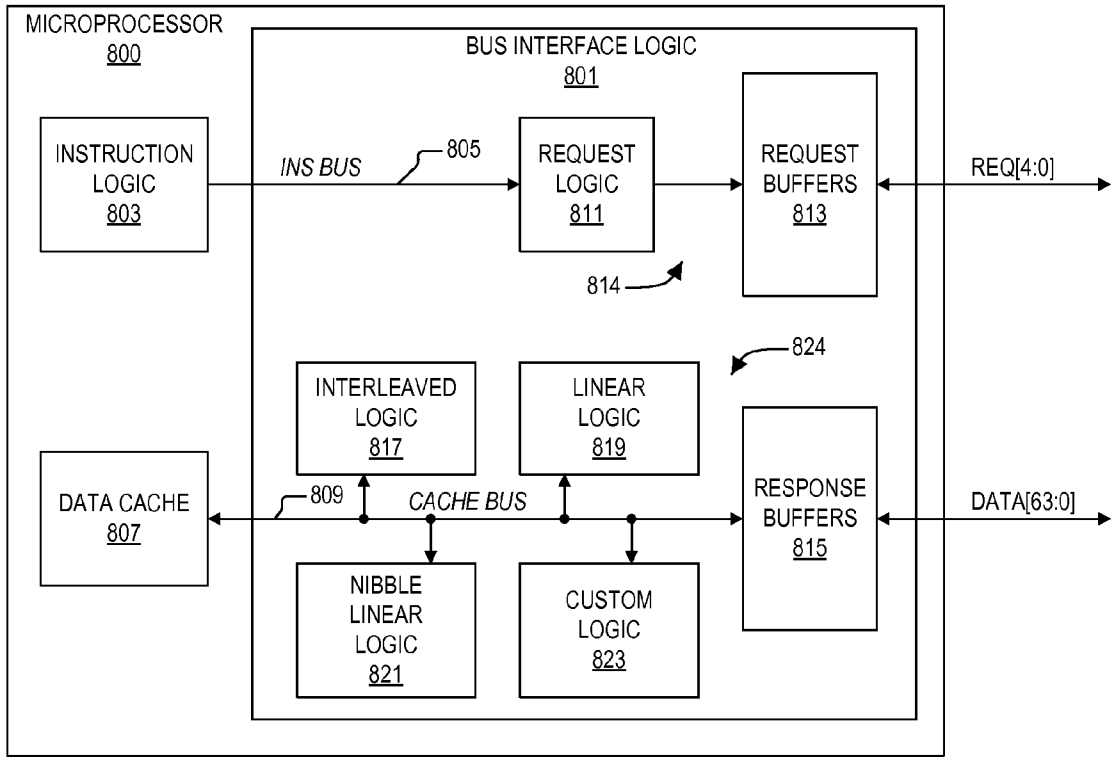 MICROPROCESSOR
800
BUS INTERFACE LOGIC
801
INSTRUCTION
LOGIC
803
INS BUS
805
REQUEST
LOGIC
811
REQUEST
BUFFERS
813
REQ[4:0]
814
824
INTERLEAVED
LOGIC
817
LINEAR
LOGIC
819
DATA CACHE
807
809
CACHE BUS
RESPONSE
BUFFERS
815
DATA[63:0]
NIBBLE
LINEAR
LOGIC
821
CUSTOM
LOGIC
823